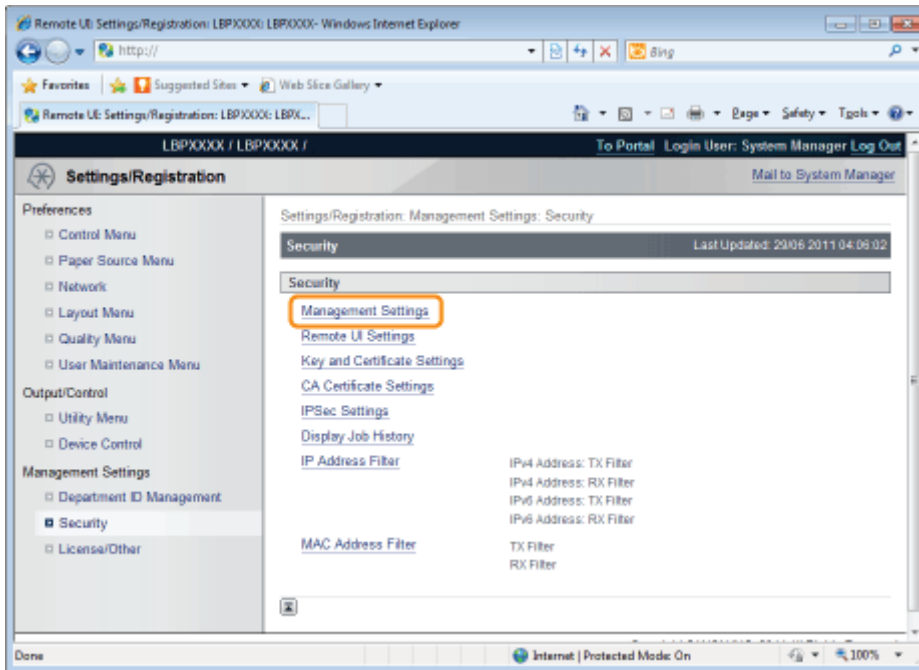 Remote UI: Settings/Registration: LBPXXXX: LBPXXXX- Windows Internet Explorer
http://
Bing
Favorites Suggested Sites Web Slice Gallery
Remote UI: Settings/Registration: LBPXXXX: LBPX...
Page Safety Tools
LBPXXXX / LBPXXXX /
To Portal Login User: System Manager Log Out
Settings/Registration
Mail to System Manager
Preferences
Control Menu
Paper Source Menu
Network
Layout Menu
Quality Menu
User Maintenance Menu
Output/Control
Utility Menu
Device Control
Management Settings
Department ID Management
Security
License/Other
Settings/Registration: Management Settings: Security
Security
Last Updated: 29/06 2011 04:06:02
Security
Management Settings
Remote UI Settings
Key and Certificate Settings
CA Certificate Settings
IPSec Settings
Display Job History
IP Address Filter
IPv4 Address: TX Filter
IPv4 Address: RX Filter
IPv6 Address: TX Filter
IPv6 Address: RX Filter
MAC Address Filter
TX Filter
RX Filter
Done
Internet | Protected Mode: On
100%